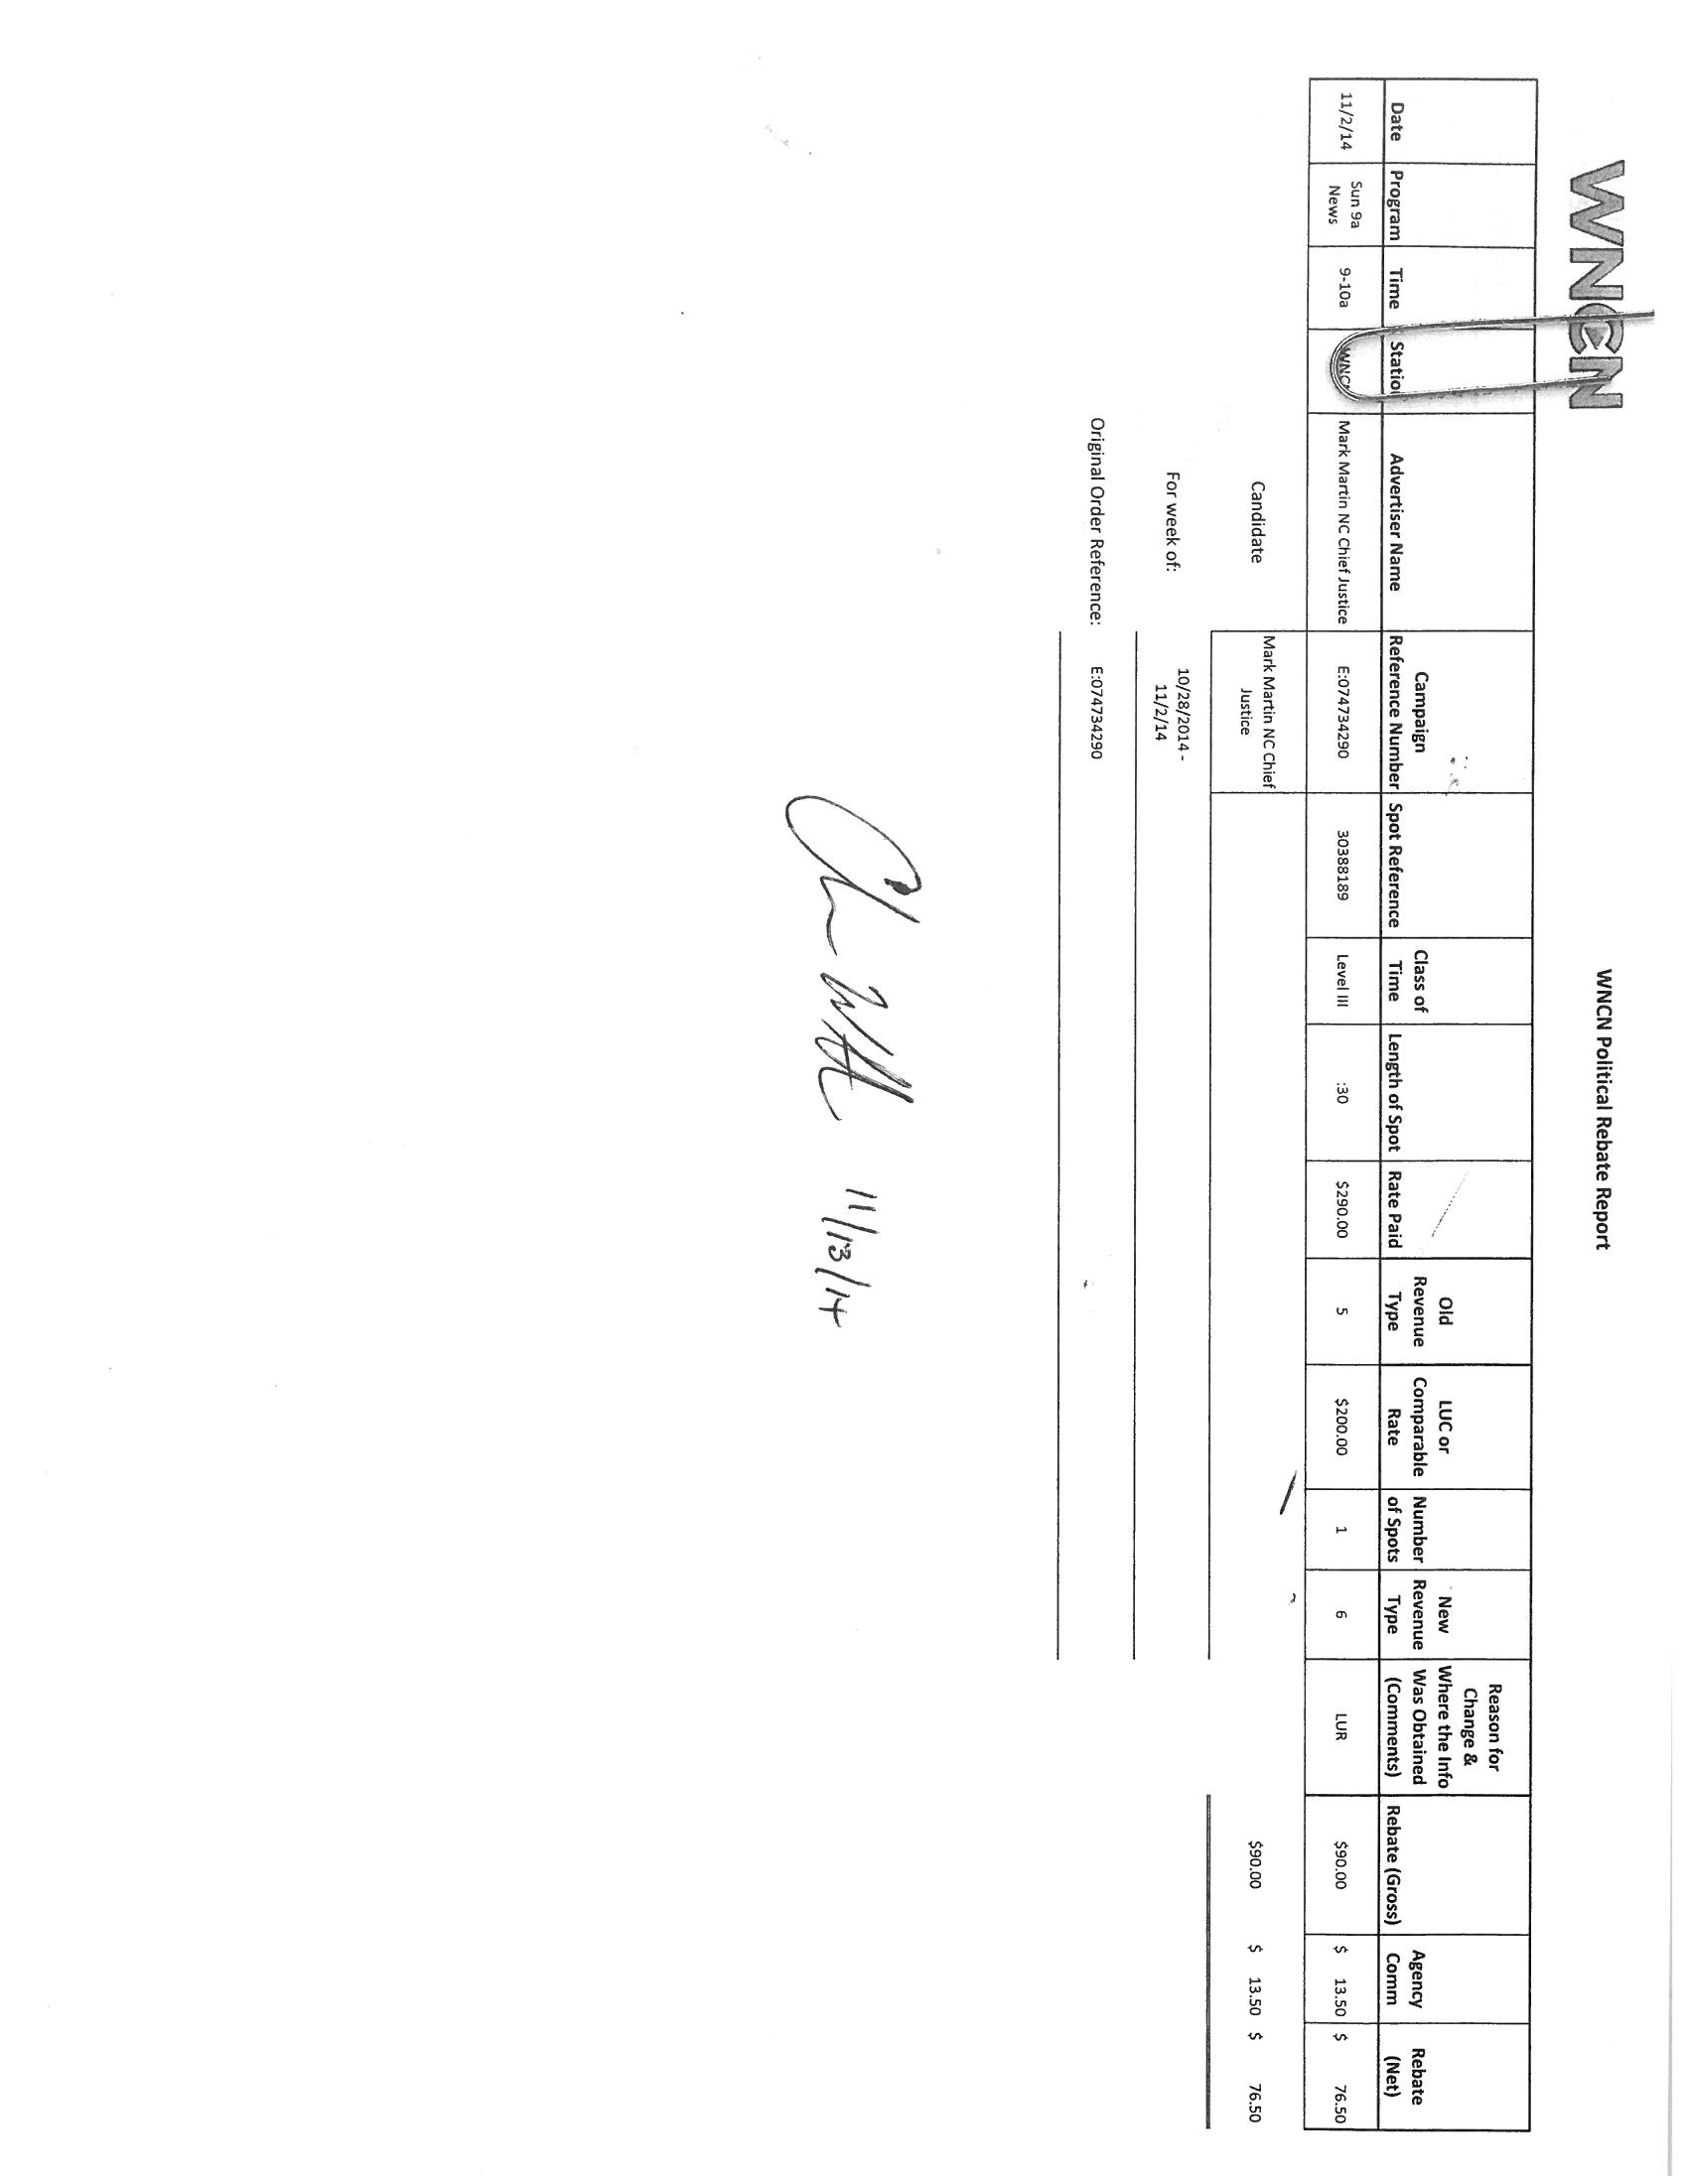 WNCN
WNCN Political Rebate Report
Date Program Time Statio Advertiser Name Campaign Reference Number Spot Reference Class of Time Length of Spot Rate Paid Old Revenue Type LUC or Comparable Rate Number of Spots New Revenue Type Reason for Change & Where the Info Was Obtained (Comments) Rebate (Gross) Agency Comm Rebate (Net)
11/2/14 Sun 9a News 9-10a WNC Mark Martin NC Chief Justice E:074734290 30388189 Level III :30 $290.00 5 $200.00 1 6 LUR $90.00 $ 13.50 $ 76.50
Candidate Mark Martin NC Chief Justice $90.00 $ 13.50 $ 76.50
For week of: 10/28/2014 - 11/2/14
Original Order Reference: E:074734290
11/13/14